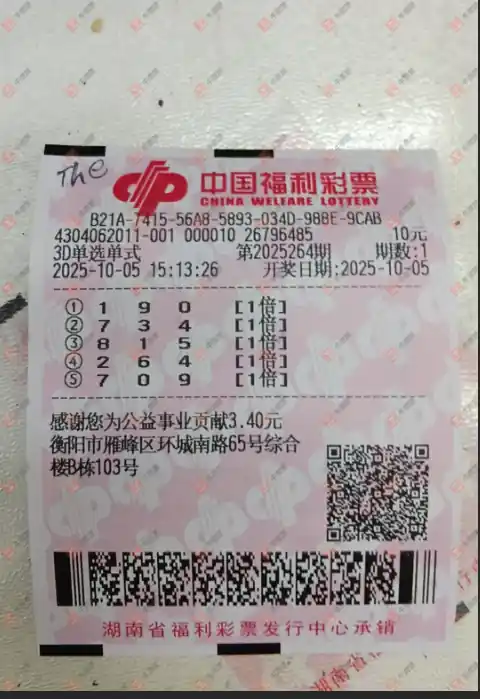 The
中国福利彩票
CHINA WELFARE LOTTERY
B21A-7415-56A8-5893-034D-98BE-9CAB
4304062011-001 000010 26796485 10元
3D单选单式 第2025264期 期数:1
2025-10-05 15:13:26 开奖日期:2025-10-05
① 1 9 0 [1倍]
② 7 3 4 [1倍]
③ 8 1 5 [1倍]
④ 2 6 4 [1倍]
⑤ 7 0 9 [1倍]
感谢您为公益事业贡献3.40元
衡阳市雁峰区环城南路65号综合
楼B栋103号
湖南省福利彩票发行中心承销
湖南省